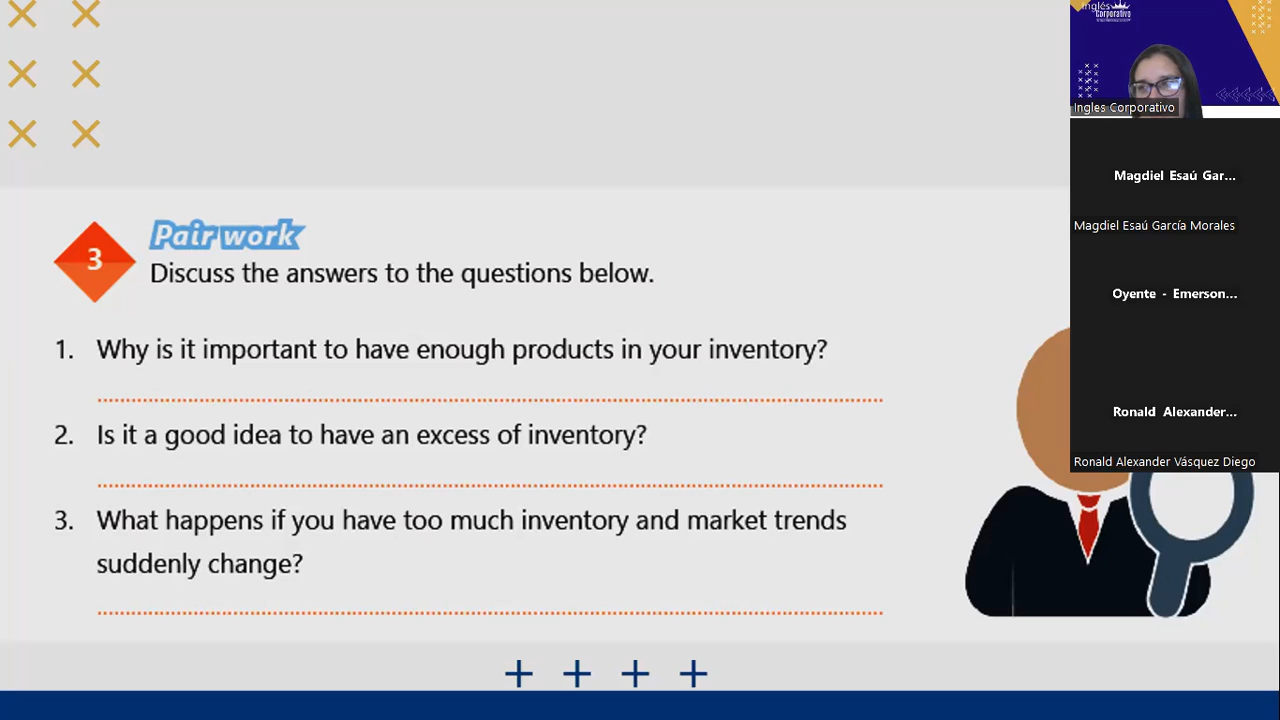 3
Pair work
Discuss the answers to the questions below.
1. Why is it important to have enough products in your inventory?
2. Is it a good idea to have an excess of inventory?
3. What happens if you have too much inventory and market trends
suddenly change?
Inglés
Corporativo
Ingles Corporativo
Magdiel Esaú Gar...
Magdiel Esaú García Morales
Oyente - Emerson...
Ronald Alexander...
Ronald Alexander Vásquez Diego